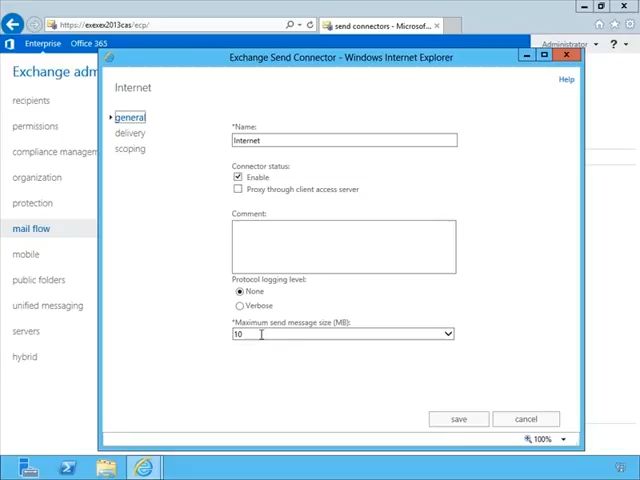 https://exexex2013cas/ecp/
send connectors - Microsof...
Enterprise Office 365
Administrator ?
Exchange adm
Exchange Send Connector - Windows Internet Explorer
Help
Internet
recipients
permissions
compliance managem
organization
protection
mail flow
mobile
public folders
unified messaging
servers
hybrid
general
delivery
scoping
*Name:
Internet
Connector status:
Enable
Proxy through client access server
Comment:
Protocol logging level:
None
Verbose
*Maximum send message size (MB):
10
save cancel
100%